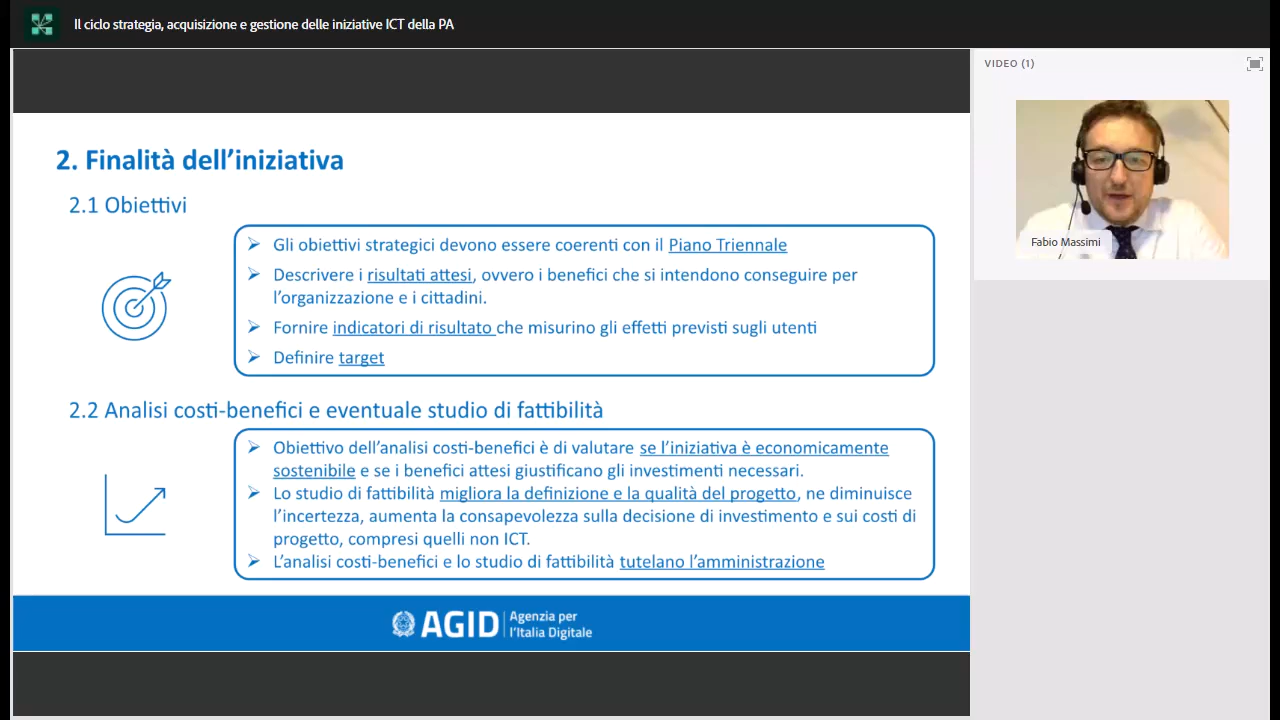 Il ciclo strategia, acquisizione e gestione delle iniziative ICT della PA
VIDEO (1)
Fabio Massimi
2. Finalità dell’iniziativa
2.1 Obiettivi
Gli obiettivi strategici devono essere coerenti con il Piano Triennale
Descrivere i risultati attesi, ovvero i benefici che si intendono conseguire per
l’organizzazione e i cittadini.
Fornire indicatori di risultato che misurino gli effetti previsti sugli utenti
Definire target
2.2 Analisi costi-benefici e eventuale studio di fattibilità
Obiettivo dell’analisi costi-benefici è di valutare se l’iniziativa è economicamente
sostenibile e se i benefici attesi giustificano gli investimenti necessari.
Lo studio di fattibilità migliora la definizione e la qualità del progetto, ne diminuisce
l’incertezza, aumenta la consapevolezza sulla decisione di investimento e sui costi di
progetto, compresi quelli non ICT.
L’analisi costi-benefici e lo studio di fattibilità tutelano l’amministrazione
AGID
Agenzia per
l’Italia Digitale